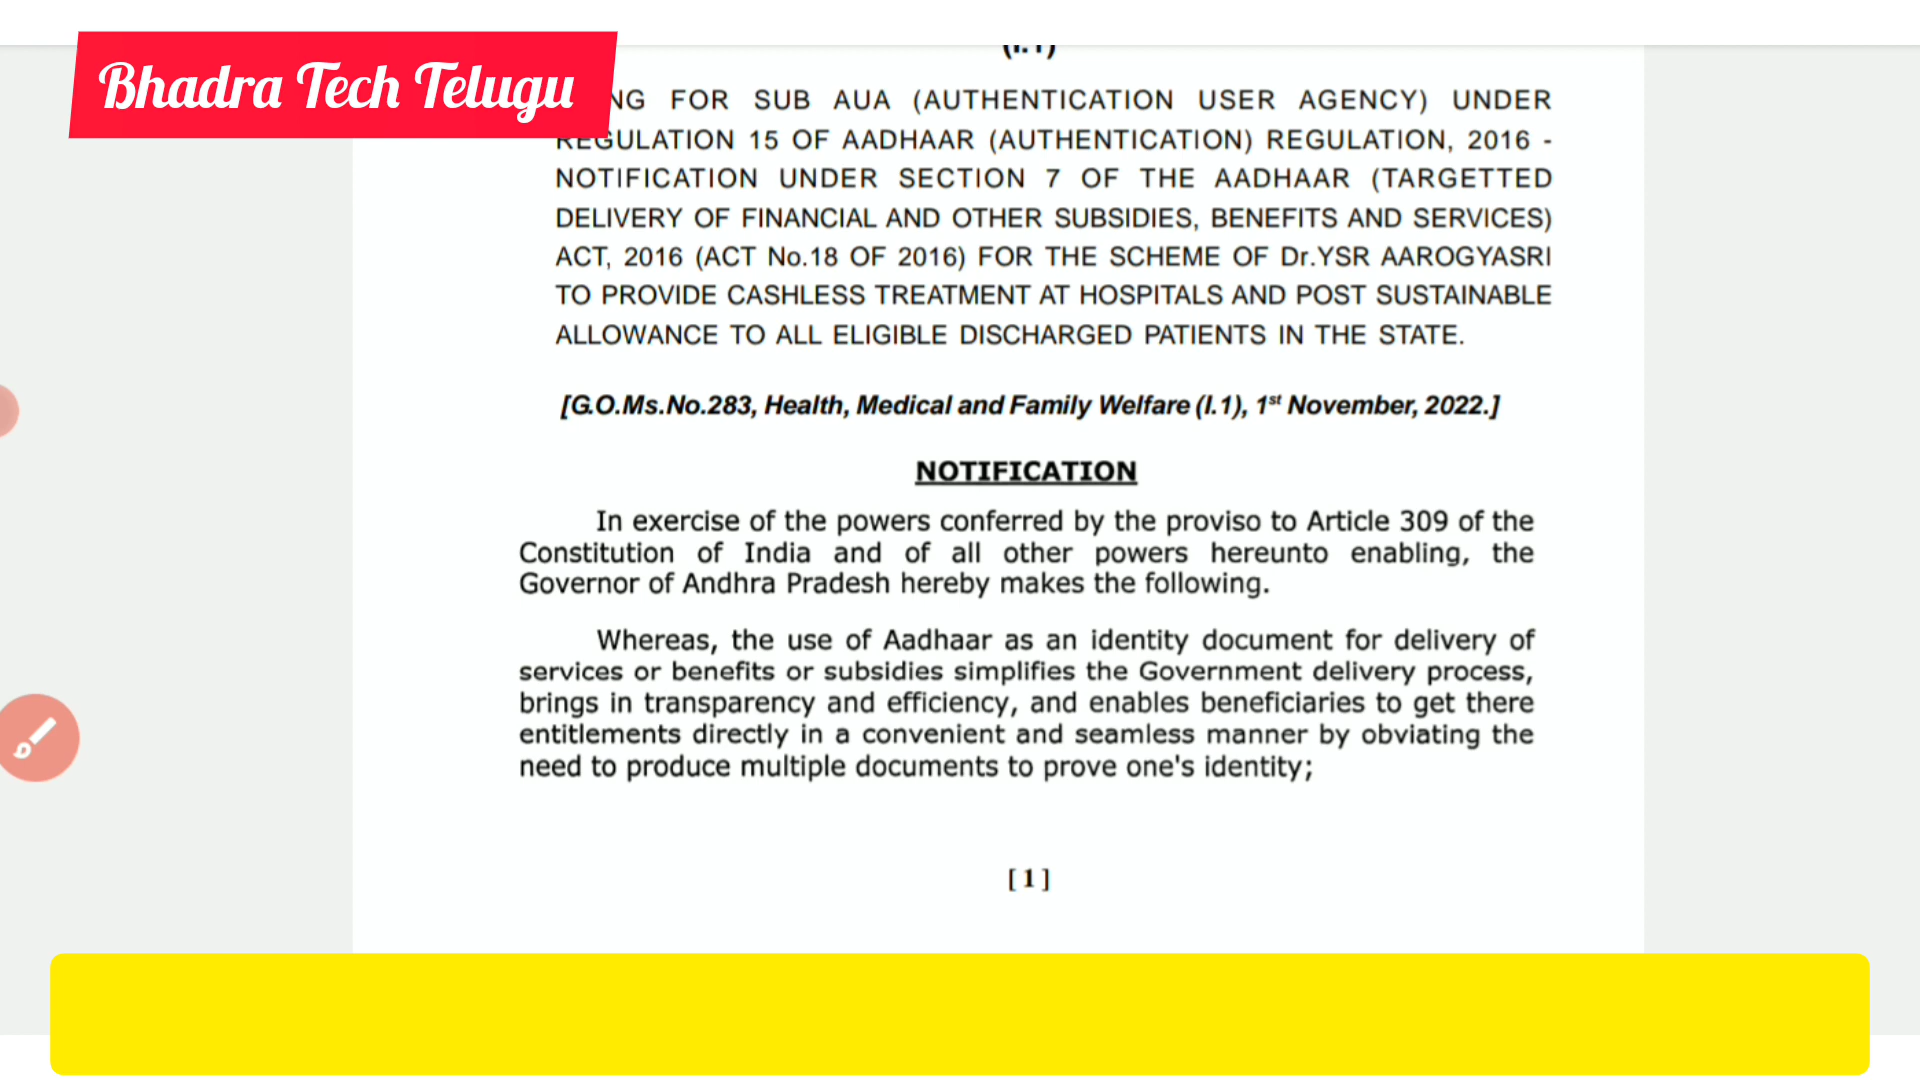 (I.1)
Bhadra Tech Telugu
NG FOR SUB AUA (AUTHENTICATION USER AGENCY) UNDER
REGULATION 15 OF AADHAAR (AUTHENTICATION) REGULATION, 2016 -
NOTIFICATION UNDER SECTION 7 OF THE AADHAAR (TARGETTED
DELIVERY OF FINANCIAL AND OTHER SUBSIDIES, BENEFITS AND SERVICES)
ACT, 2016 (ACT No.18 OF 2016) FOR THE SCHEME OF Dr.YSR AAROGYASRI
TO PROVIDE CASHLESS TREATMENT AT HOSPITALS AND POST SUSTAINABLE
ALLOWANCE TO ALL ELIGIBLE DISCHARGED PATIENTS IN THE STATE.
[G.O.Ms.No.283, Health, Medical and Family Welfare (I.1), 1st November, 2022.]
NOTIFICATION
In exercise of the powers conferred by the proviso to Article 309 of the
Constitution of India and of all other powers hereunto enabling, the
Governor of Andhra Pradesh hereby makes the following.
Whereas, the use of Aadhaar as an identity document for delivery of
services or benefits or subsidies simplifies the Government delivery process,
brings in transparency and efficiency, and enables beneficiaries to get there
entitlements directly in a convenient and seamless manner by obviating the
need to produce multiple documents to prove one's identity;
[ 1 ]